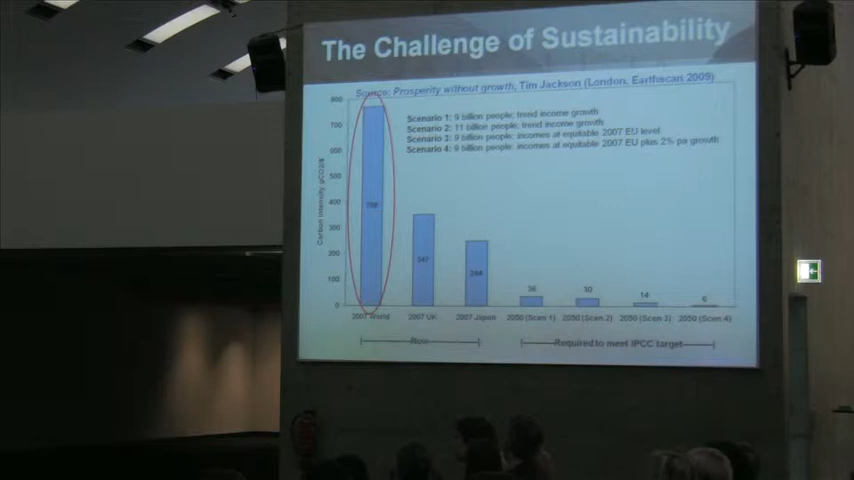 The Challenge of Sustainability
Source: Prosperity without growth, Tim Jackson (London, Earthscan 2009)
Scenario 1: 9 billion people; trend income growth
Scenario 2: 11 billion people; trend income growth
Scenario 3: 9 billion people: incomes at equitable 2007 EU level
Scenario 4: 9 billion people: incomes at equitable 2007 EU plus 2% pa growth
Carbon Intensity gCO2/$
800
700
600
500
400
300
200
100
0
347
244
36
30
14
6
2007 World
2007 UK
2007 Japan
2050 (Scen 1)
2050 (Scen 2)
2050 (Scen 3)
2050 (Scen 4)
Now
Required to meet IPCC target